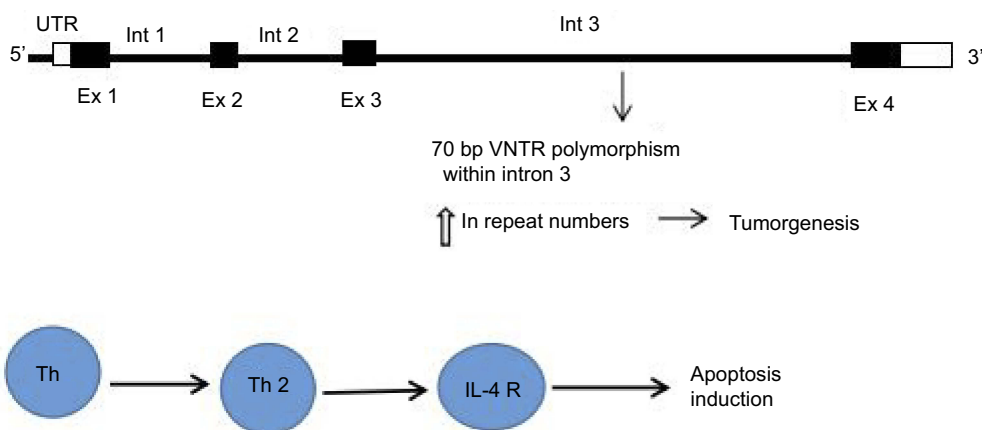 UTR
Int 1
Int 2
Int 3
5’
3’
Ex 1
Ex 2
Ex 3
Ex 4
70 bp VNTR polymorphism
within intron 3
In repeat numbers
Tumorgenesis
Th
Th 2
IL-4 R
Apoptosis
induction